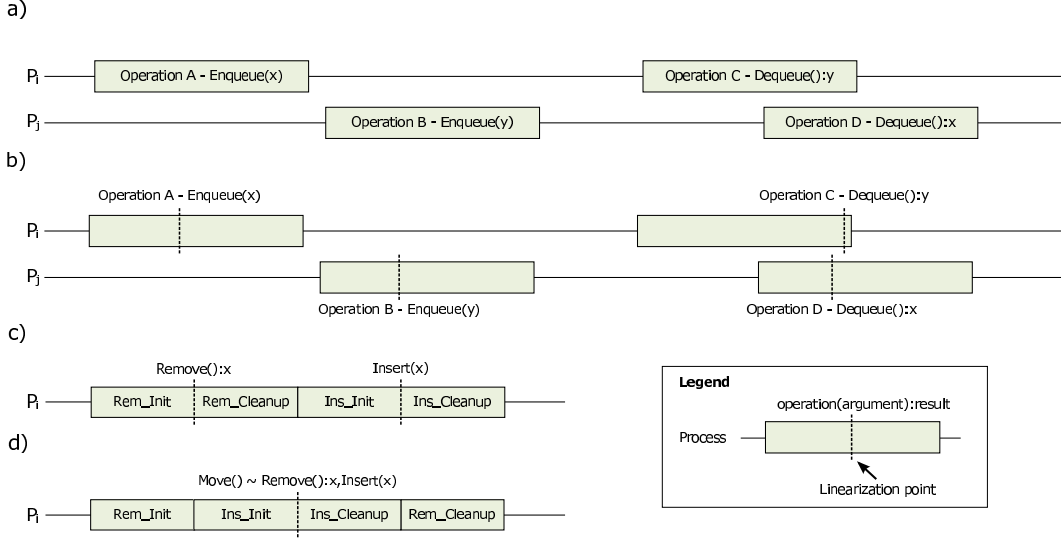 a)
Pi Operation A - Enqueue(x) Operation C - Dequeue():y
Pj Operation B - Enqueue(y) Operation D - Dequeue():x
b)
Operation A - Enqueue(x) Operation C - Dequeue():y
Pi
Pj
Operation B - Enqueue(y) Operation D - Dequeue():x
c)
Remove():x Insert(x)
Pi Rem_Init Rem_Cleanup Ins_Init Ins_Cleanup
d)
Move() ~ Remove():x,Insert(x)
Pi Rem_Init Ins_Init Ins_Cleanup Rem_Cleanup
Legend
operation(argument):result
Process
Linearization point